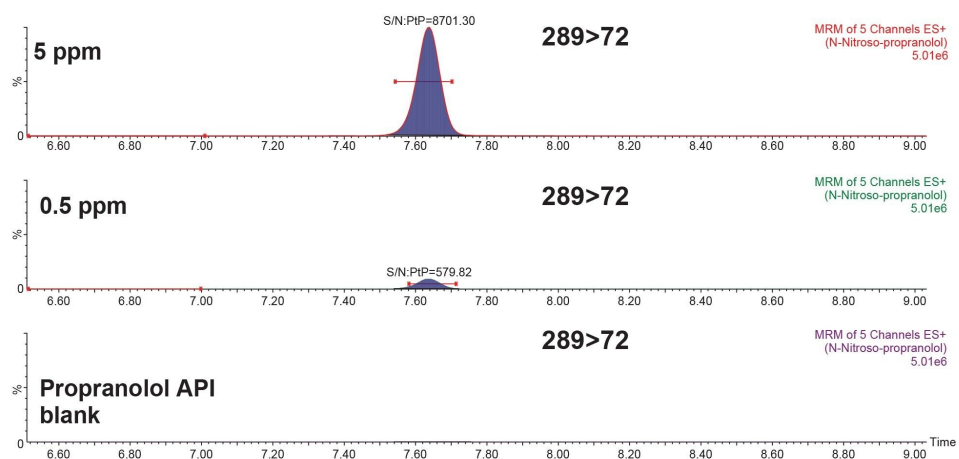 S/N:PtP=8701.30
5 ppm
289>72
MRM of 5 Channels ES+
(N-Nitroso-propranolol)
5.01e6
%
0
6.60 6.80 7.00 7.20 7.40 7.60 7.80 8.00 8.20 8.40 8.60 8.80 9.00
0.5 ppm
289>72
MRM of 5 Channels ES+
(N-Nitroso-propranolol)
5.01e6
%
S/N:PtP=579.82
0
6.60 6.80 7.00 7.20 7.40 7.60 7.80 8.00 8.20 8.40 8.60 8.80 9.00
289>72
MRM of 5 Channels ES+
(N-Nitroso-propranolol)
5.01e6
%
Propranolol API
blank
0
Time
6.60 6.80 7.00 7.20 7.40 7.60 7.80 8.00 8.20 8.40 8.60 8.80 9.00